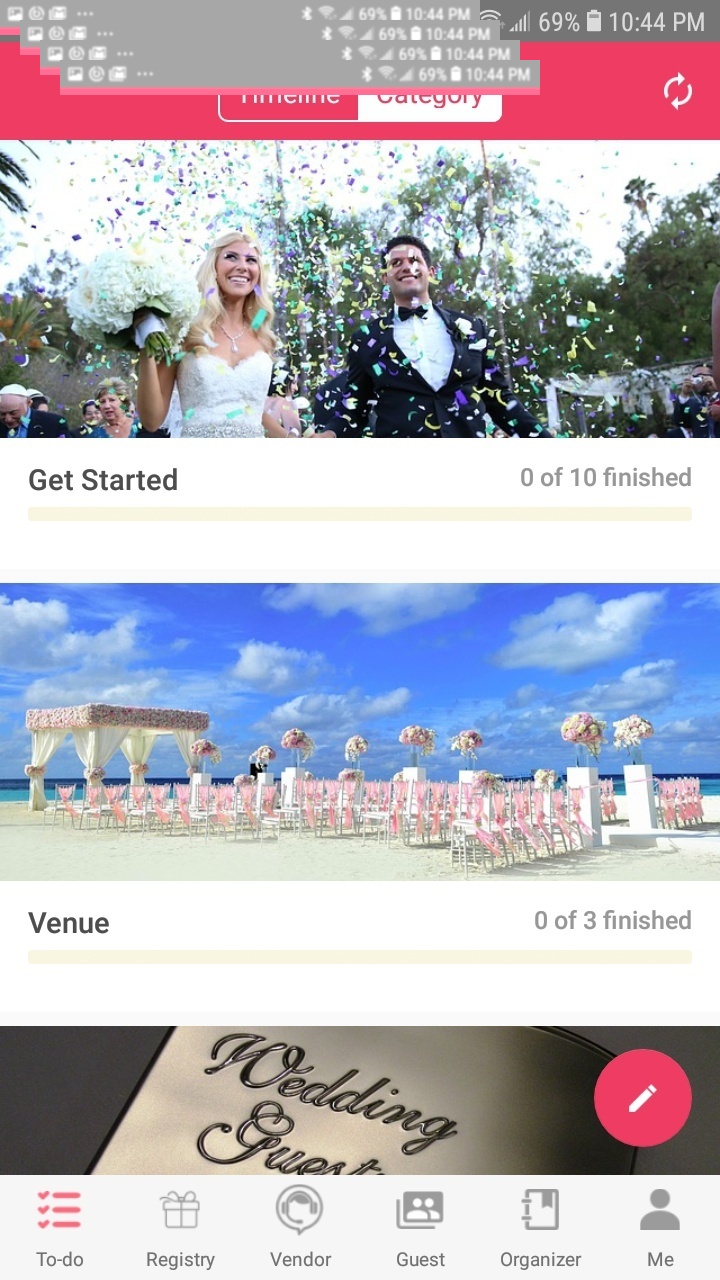 69% 10:44 PM
69% 10:44 PM
69% 10:44 PM
69% 10:44 PM
69% 10:44 PM
Timeline Category
Get Started 0 of 10 finished
Venue 0 of 3 finished
Wedding
Guest
To-do Registry Vendor Guest Organizer Me